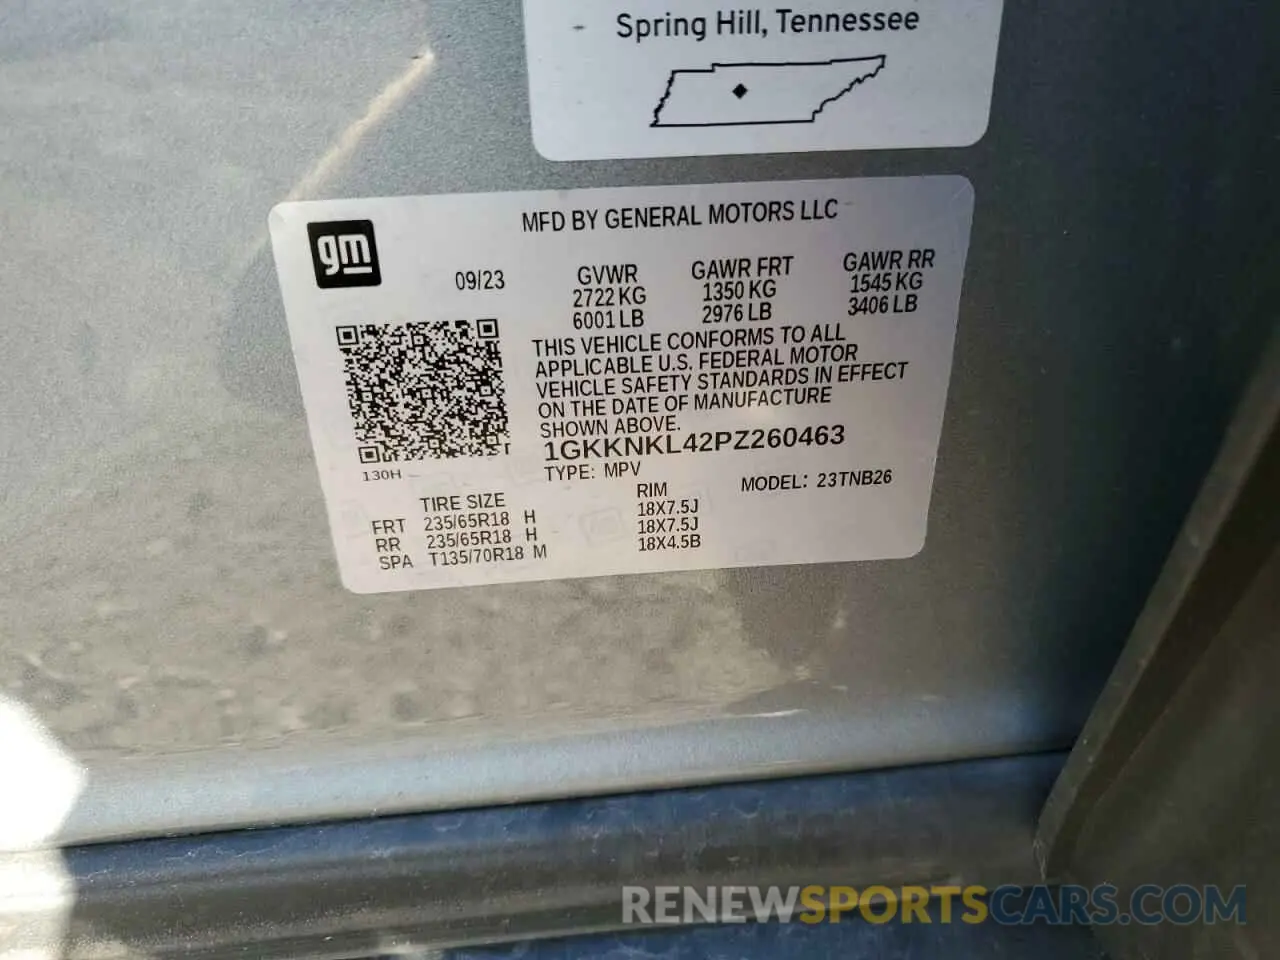 - Spring Hill, Tennessee
gm
MFD BY GENERAL MOTORS LLC
09/23
GVWR
2722 KG
6001 LB
GAWR FRT
1350 KG
2976 LB
GAWR RR
1545 KG
3406 LB
THIS VEHICLE CONFORMS TO ALL
APPLICABLE U.S. FEDERAL MOTOR
VEHICLE SAFETY STANDARDS IN EFFECT
ON THE DATE OF MANUFACTURE
SHOWN ABOVE.
1GKKNKL42PZ260463
130H
TYPE: MPV
MODEL: 23TNB26
TIRE SIZE
RIM
FRT 235/65R18 H 18X7.5J
RR 235/65R18 H 18X7.5J
SPA T135/70R18 M 18X4.5B
RENEWSPORTSCARS.COM